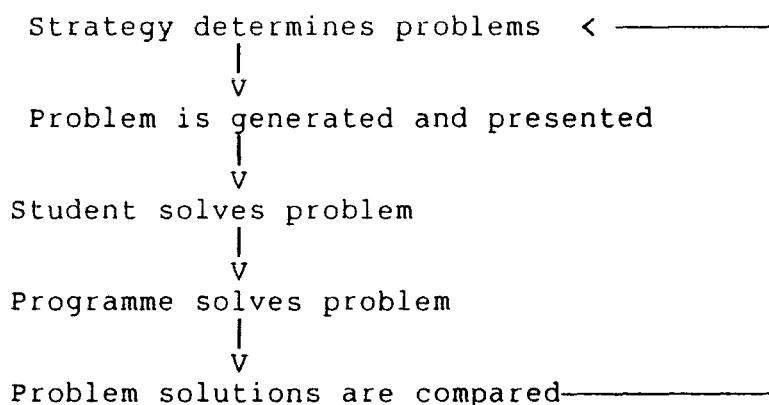 Strategy determines problems
Problem is generated and presented
Student solves problem
Programme solves problem
Problem solutions are compared